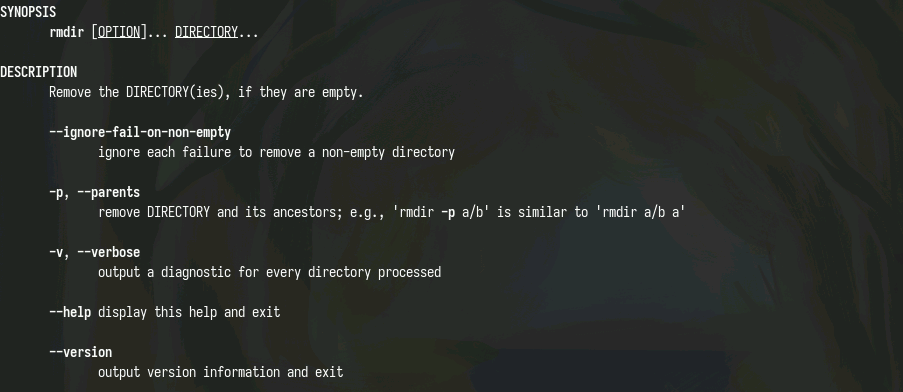 SYNOPSIS
rmdir [OPTION]... DIRECTORY...
DESCRIPTION
Remove the DIRECTORY(ies), if they are empty.
--ignore-fail-on-non-empty
ignore each failure to remove a non-empty directory
-p, --parents
remove DIRECTORY and its ancestors; e.g., 'rmdir -p a/b' is similar to 'rmdir a/b a'
-v, --verbose
output a diagnostic for every directory processed
--help display this help and exit
--version
output version information and exit